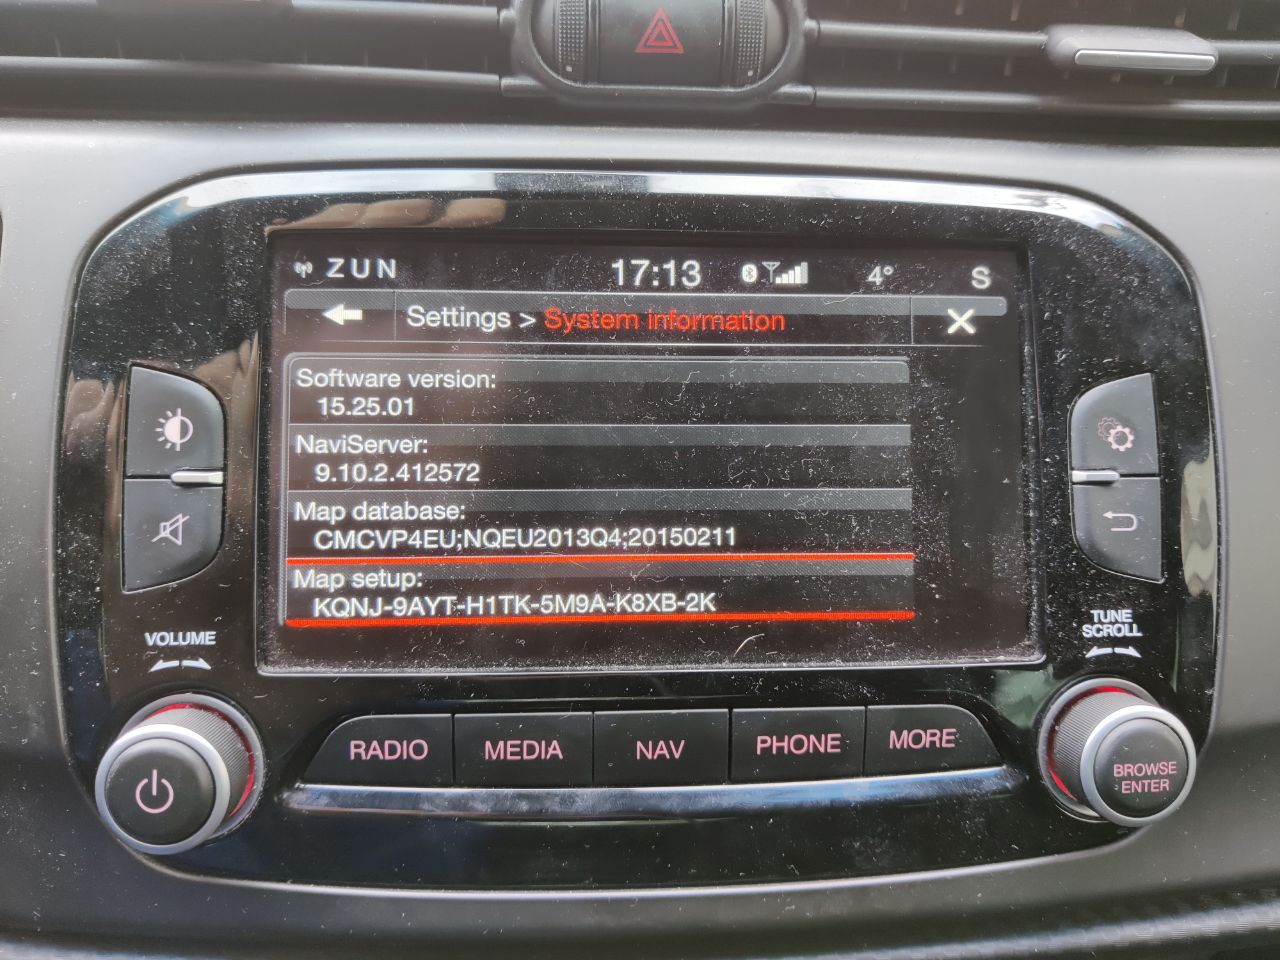 ZUN 17:13 4° S
Settings > System information
Software version:
15.25.01
NaviServer:
9.10.2.412572
Map database:
CMCVP4EU;NQEU2013Q4;20150211
Map setup:
KQNJ-9AYT-H1TK-5M9A-K8XB-2K
VOLUME
TUNE
SCROLL
RADIO MEDIA NAV PHONE MORE
BROWSE
ENTER